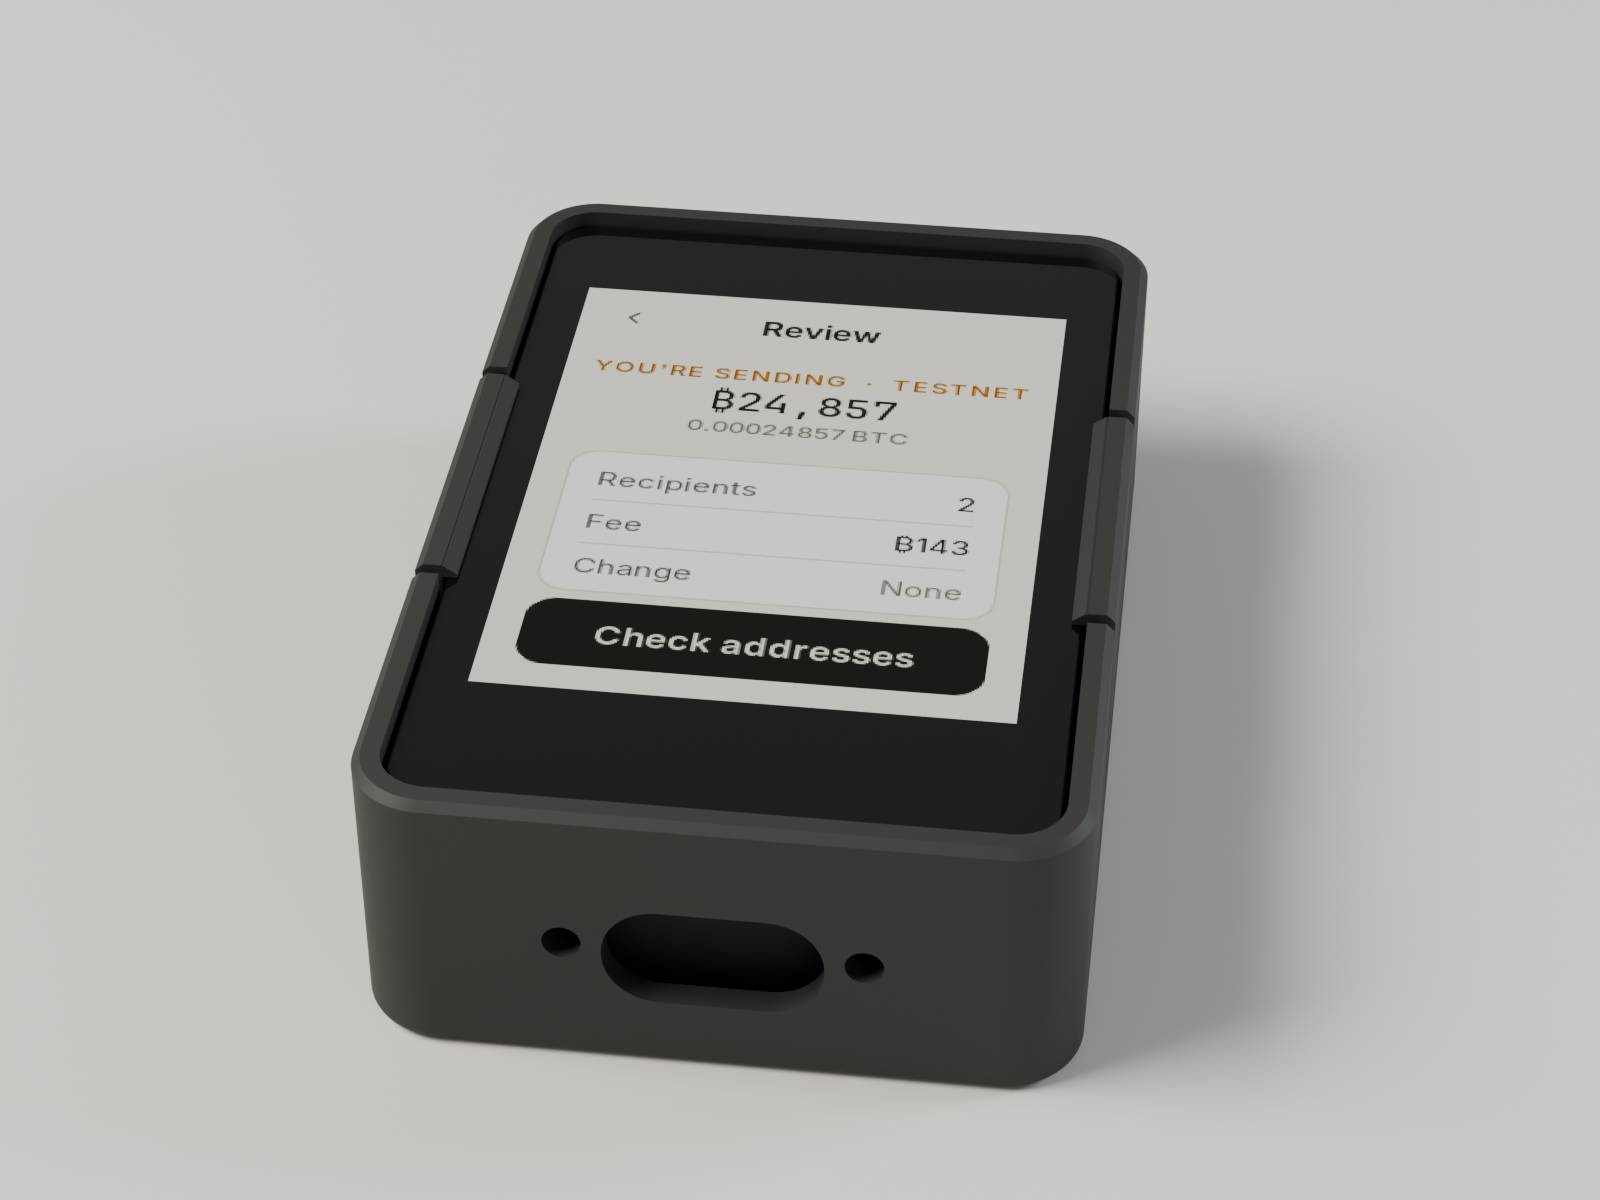 <
Review
YOU'RE SENDING · TESTNET
₿24,857
0.00024857 BTC
Recipients 2
Fee ₿143
Change None
Check addresses